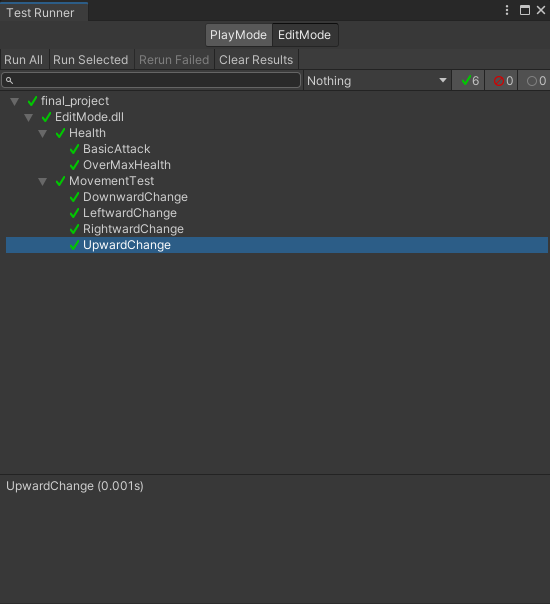 Test Runner
PlayMode EditMode
Run All Run Selected Rerun Failed Clear Results
Nothing 6 0 0
final_project
EditMode.dll
Health
BasicAttack
OverMaxHealth
MovementTest
DownwardChange
LeftwardChange
RightwardChange
UpwardChange
UpwardChange (0.001s)